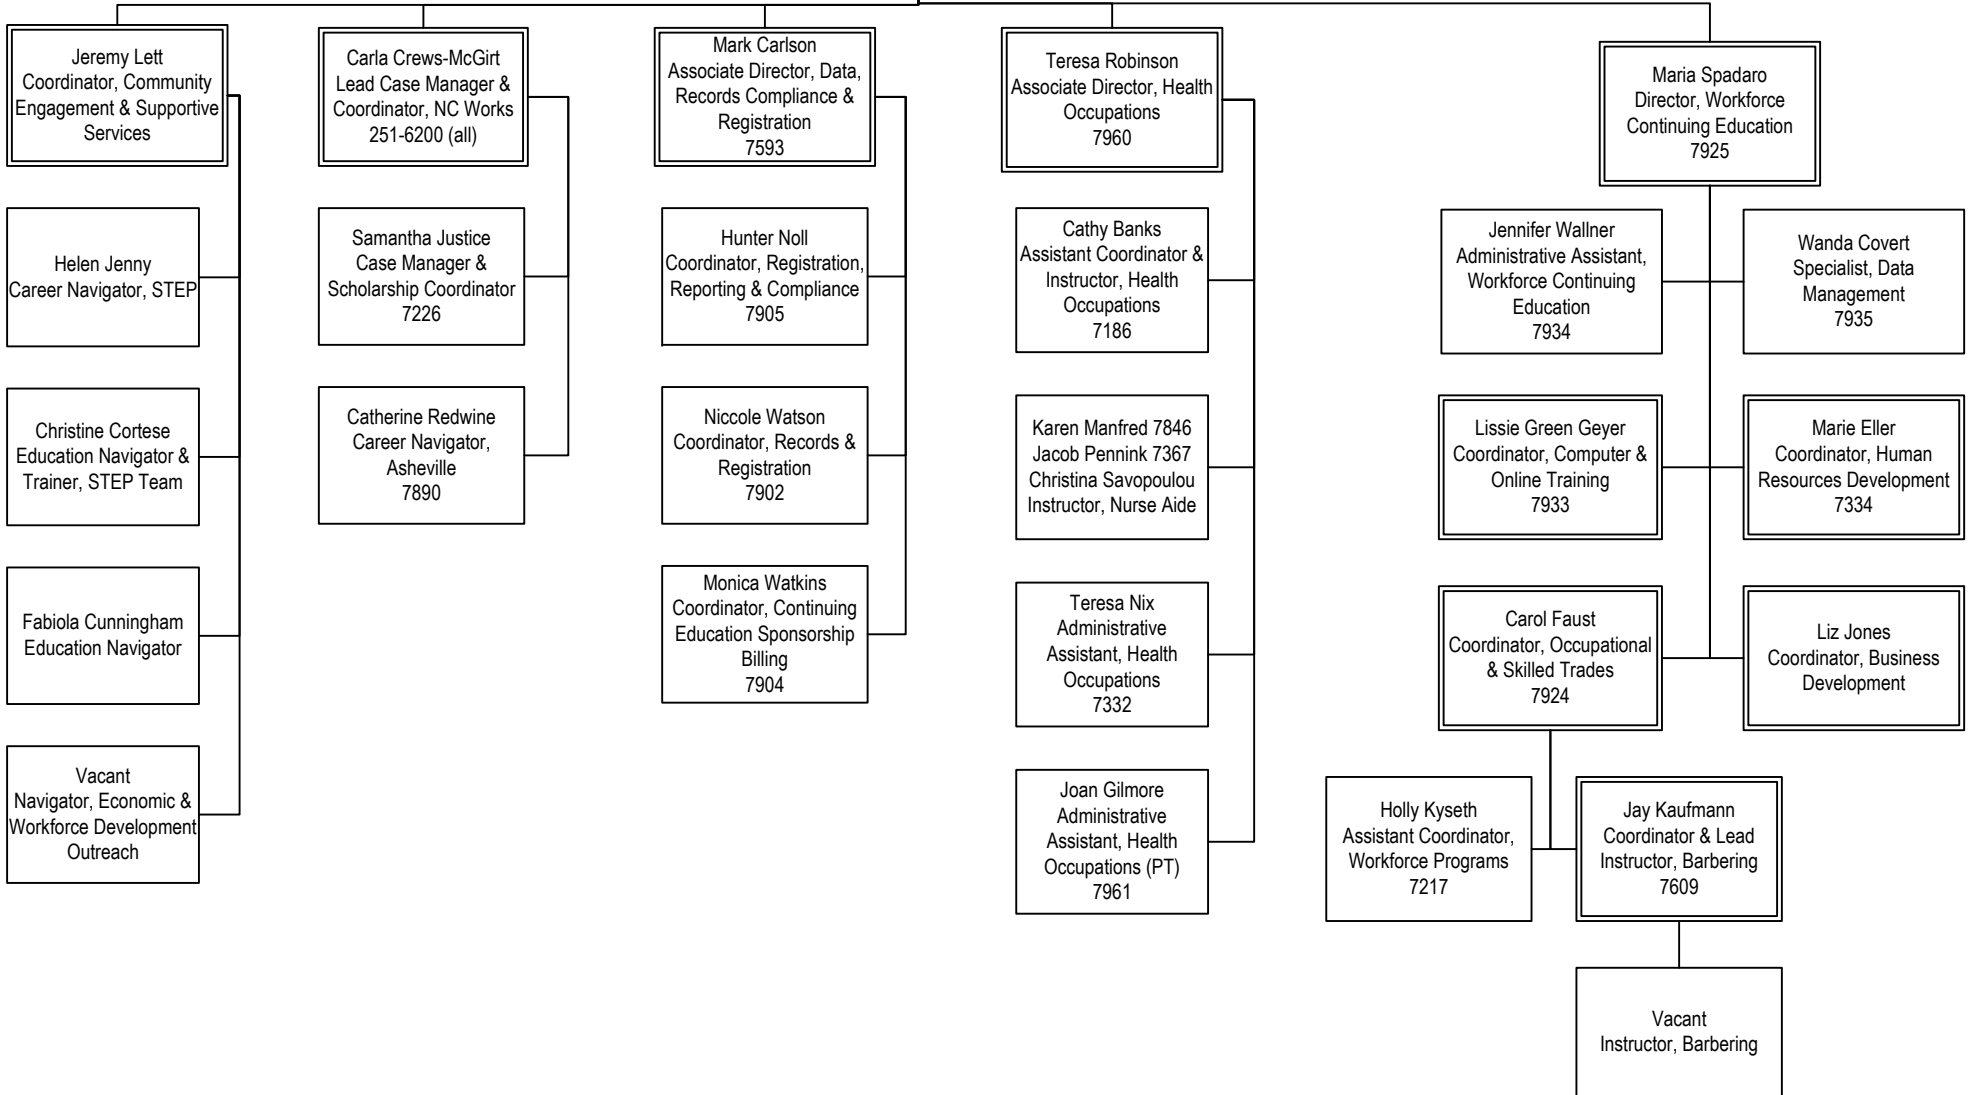 Jeremy Lett
Coordinator, Community
Engagement & Supportive
Services
Helen Jenny
Career Navigator, STEP
Christine Cortese
Education Navigator &
Trainer, STEP Team
Fabiola Cunningham
Education Navigator
Vacant
Navigator, Economic &
Workforce Development
Outreach
Carla Crews-McGirt
Lead Case Manager &
Coordinator, NC Works
251-6200 (all)
Samantha Justice
Case Manager &
Scholarship Coordinator
7226
Catherine Redwine
Career Navigator,
Asheville
7890
Mark Carlson
Associate Director, Data,
Records Compliance &
Registration
7593
Hunter Noll
Coordinator, Registration,
Reporting & Compliance
7905
Niccole Watson
Coordinator, Records &
Registration
7902
Monica Watkins
Coordinator, Continuing
Education Sponsorship
Billing
7904
Teresa Robinson
Associate Director, Health
Occupations
7960
Cathy Banks
Assistant Coordinator &
Instructor, Health
Occupations
7186
Karen Manfred 7846
Jacob Pennink 7367
Christina Savopoulou
Instructor, Nurse Aide
Teresa Nix
Administrative
Assistant, Health
Occupations
7332
Joan Gilmore
Administrative
Assistant, Health
Occupations (PT)
7961
Maria Spadaro
Director, Workforce
Continuing Education
7925
Jennifer Wallner
Administrative Assistant,
Workforce Continuing
Education
7934
Wanda Covert
Specialist, Data
Management
7935
Lissie Green Geyer
Coordinator, Computer &
Online Training
7933
Marie Eller
Coordinator, Human
Resources Development
7334
Carol Faust
Coordinator, Occupational
& Skilled Trades
7924
Liz Jones
Coordinator, Business
Development
Holly Kyseth
Assistant Coordinator,
Workforce Programs
7217
Jay Kaufmann
Coordinator & Lead
Instructor, Barbering
7609
Vacant
Instructor, Barbering